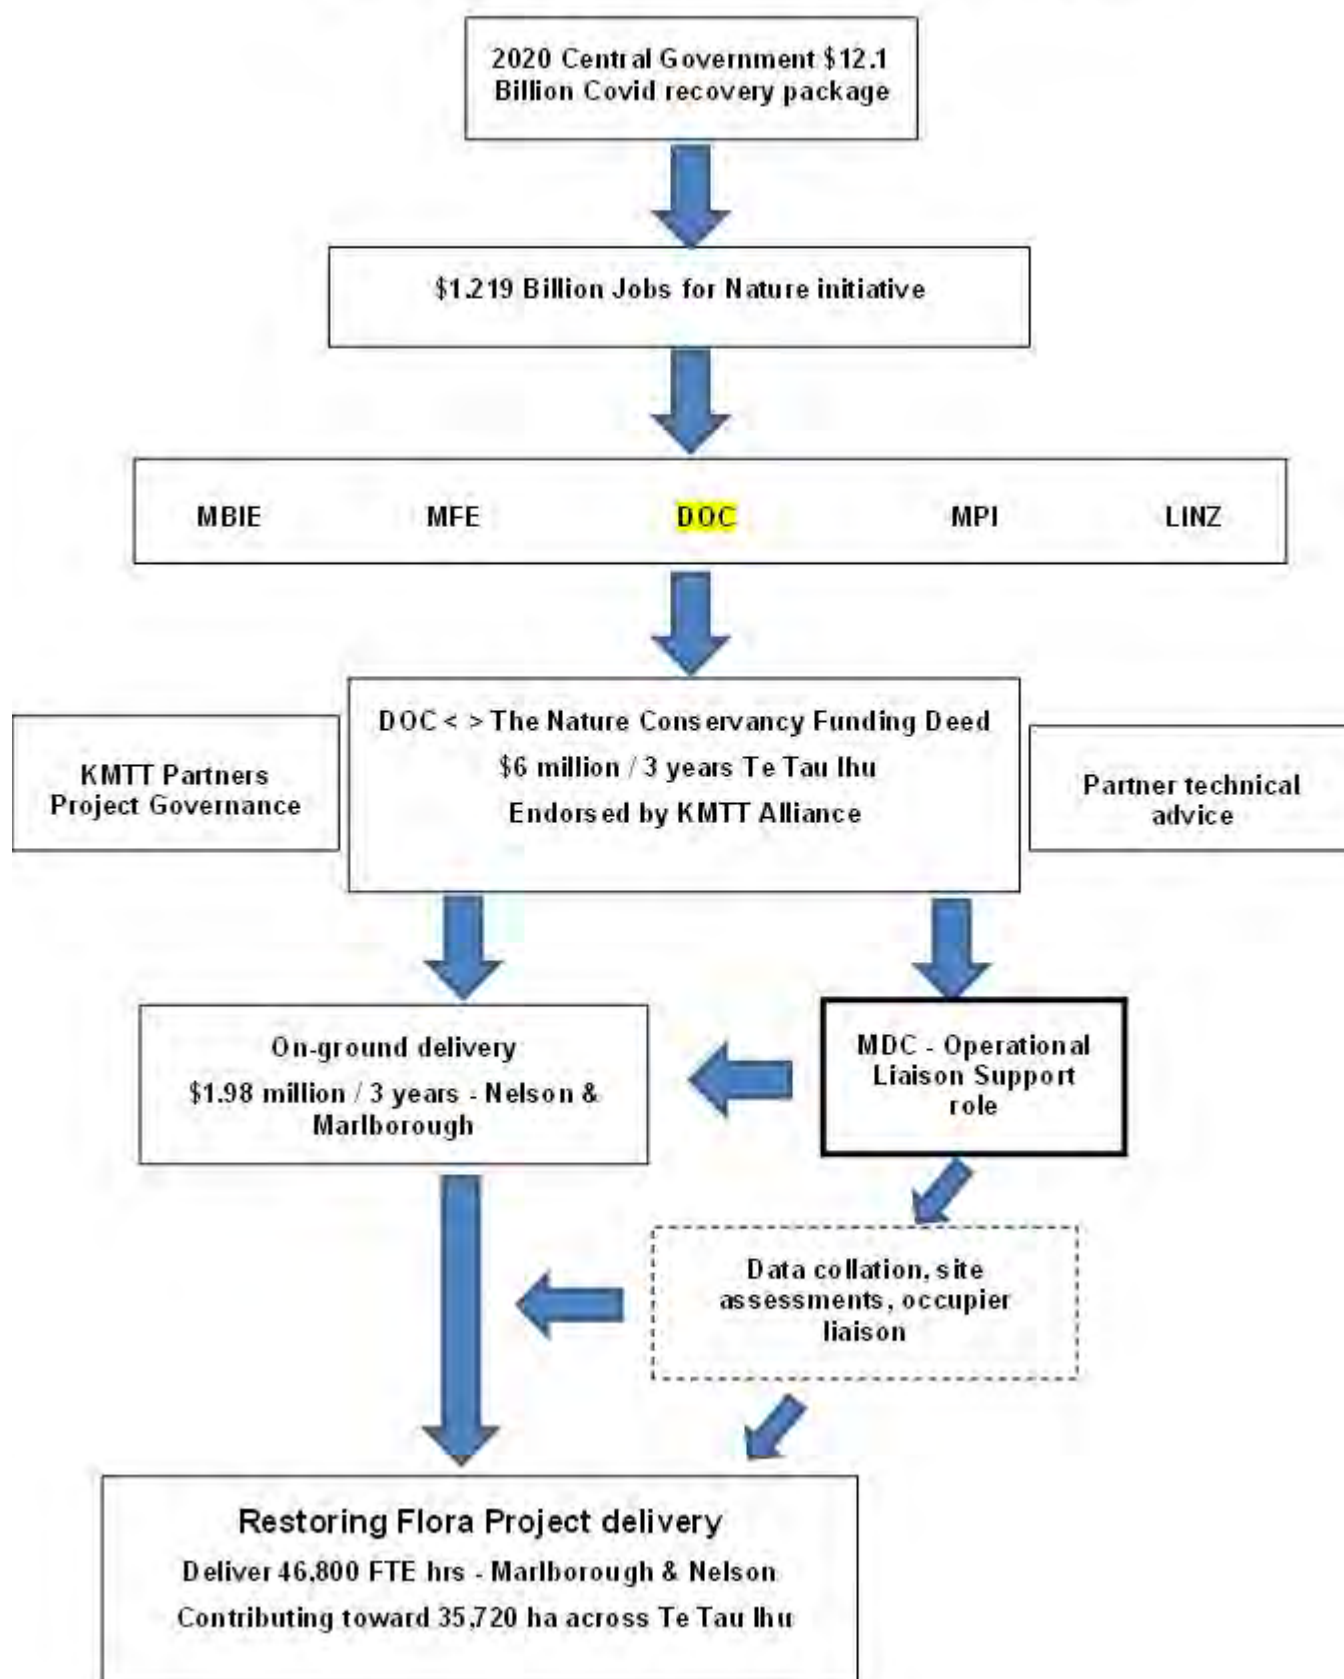 2020 Central Government $12.1
Billion Covid recovery package
$1.219 Billion Jobs for Nature initiative
MBIE MFE DOC MPI LINZ
KMTT Partners
Project Governance
DOC < > The Nature Conservancy Funding Deed
$6 million / 3 years Te Tau Ihu
Endorsed by KMTT Alliance
Partner technical
advice
On-ground delivery
$1.98 million / 3 years - Nelson &
Marlborough
MDC - Operational
Liaison Support
role
Data collation, site
assessments, occupier
liaison
Restoring Flora Project delivery
Deliver 46,800 FTE hrs - Marlborough & Nelson
Contributing toward 35,720 ha across Te Tau Ihu